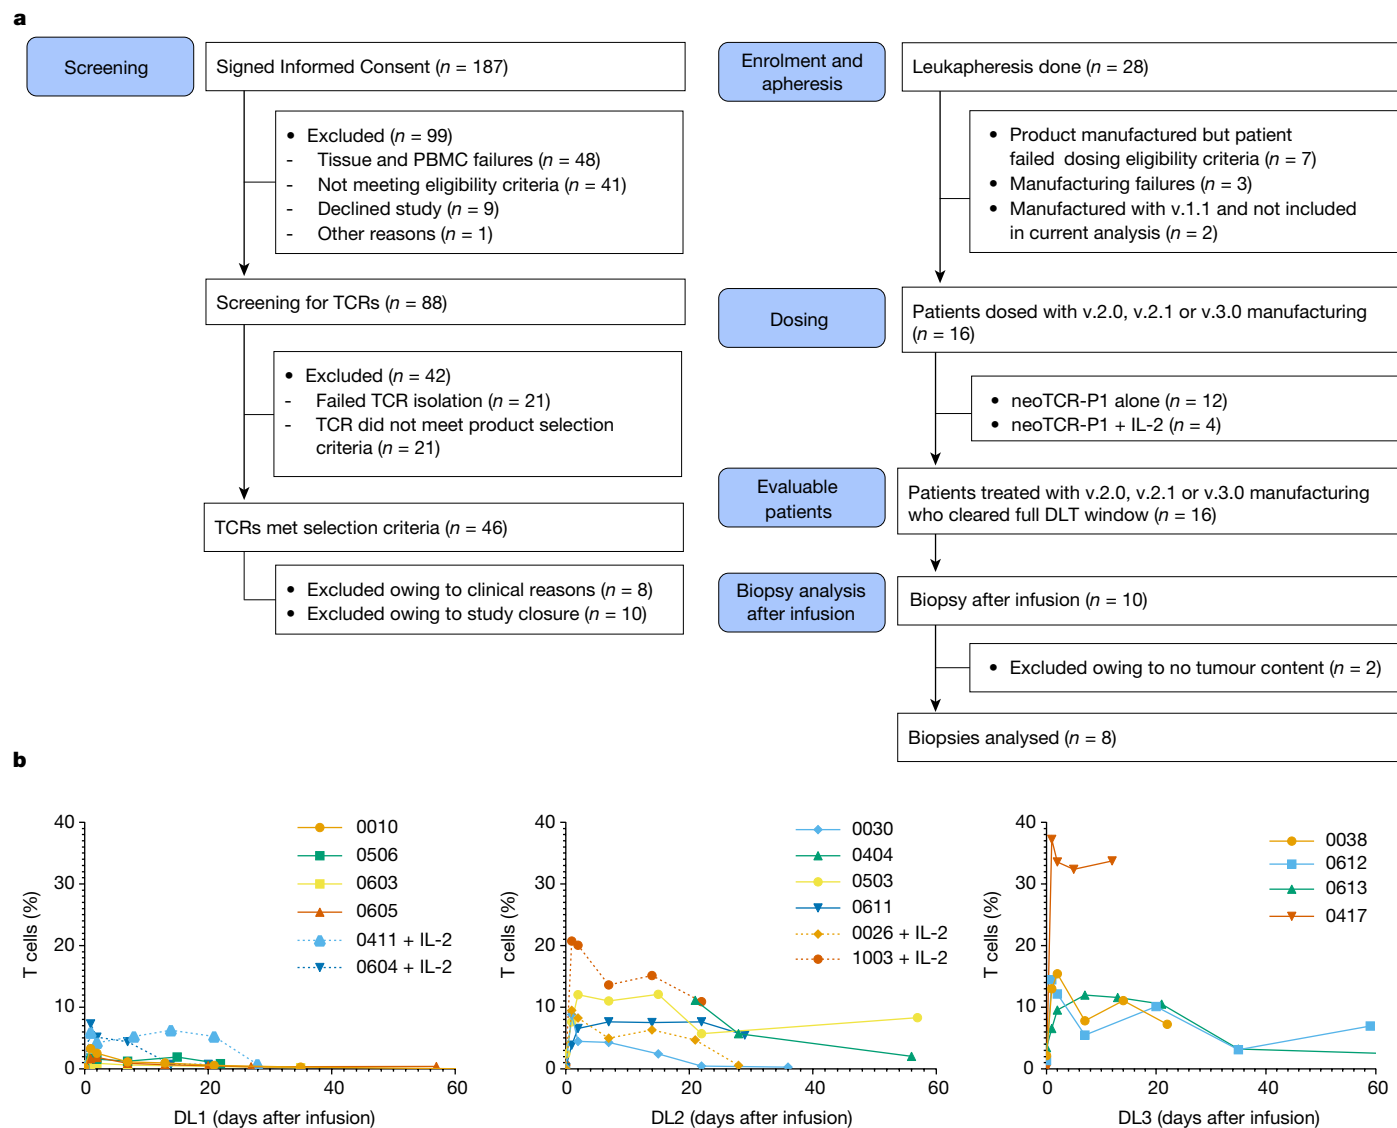 a
Screening
Signed Informed Consent (n = 187)
• Excluded (n = 99)
- Tissue and PBMC failures (n = 48)
- Not meeting eligibility criteria (n = 41)
- Declined study (n = 9)
- Other reasons (n = 1)
Screening for TCRs (n = 88)
• Excluded (n = 42)
- Failed TCR isolation (n = 21)
- TCR did not meet product selection
criteria (n = 21)
TCRs met selection criteria (n = 46)
• Excluded owing to clinical reasons (n = 8)
• Excluded owing to study closure (n = 10)
Enrolment and
apheresis
Leukapheresis done (n = 28)
• Product manufactured but patient
failed dosing eligibility criteria (n = 7)
• Manufacturing failures (n = 3)
• Manufactured with v.1.1 and not included
in current analysis (n = 2)
Dosing
Patients dosed with v.2.0, v.2.1 or v.3.0 manufacturing
(n = 16)
• neoTCR-P1 alone (n = 12)
• neoTCR-P1 + IL-2 (n = 4)
Evaluable
patients
Patients treated with v.2.0, v.2.1 or v.3.0 manufacturing
who cleared full DLT window (n = 16)
Biopsy analysis
after infusion
Biopsy after infusion (n = 10)
• Excluded owing to no tumour content (n = 2)
Biopsies analysed (n = 8)
b
T cells (%)
40
30
20
10
0
0
20
40
60
DL1 (days after infusion)
0010
0506
0603
0605
0411 + IL-2
0604 + IL-2
T cells (%)
40
30
20
10
0
0
20
40
60
DL2 (days after infusion)
0030
0404
0503
0611
0026 + IL-2
1003 + IL-2
T cells (%)
40
30
20
10
0
0
20
40
60
DL3 (days after infusion)
0038
0612
0613
0417